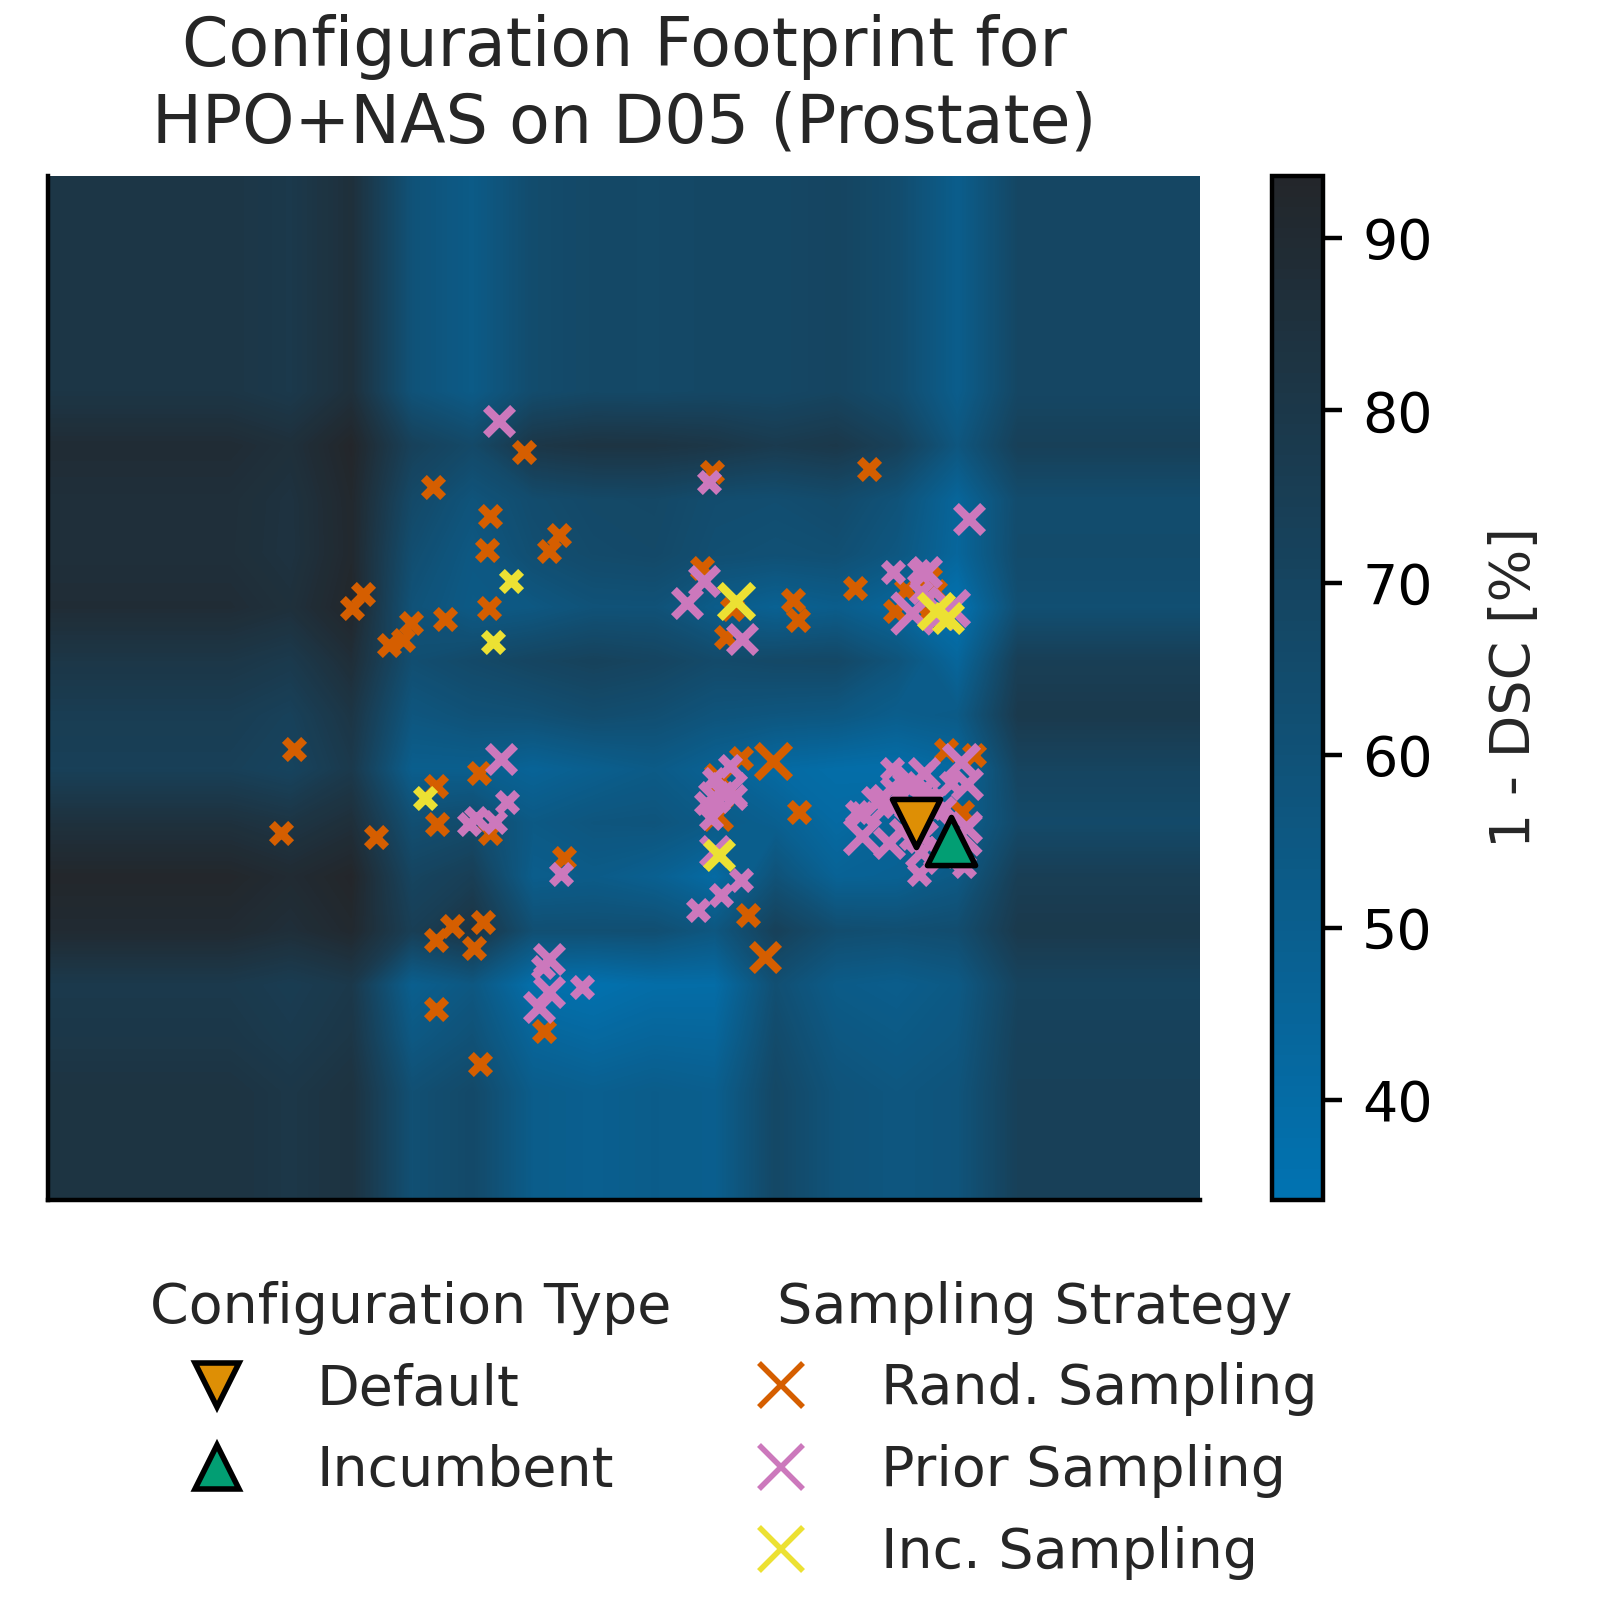 Configuration Footprint for
HPO+NAS on D05 (Prostate)
90
80
70
60
50
40
1 - DSC [%]
Configuration Type
Default
Incumbent
Sampling Strategy
Rand. Sampling
Prior Sampling
Inc. Sampling